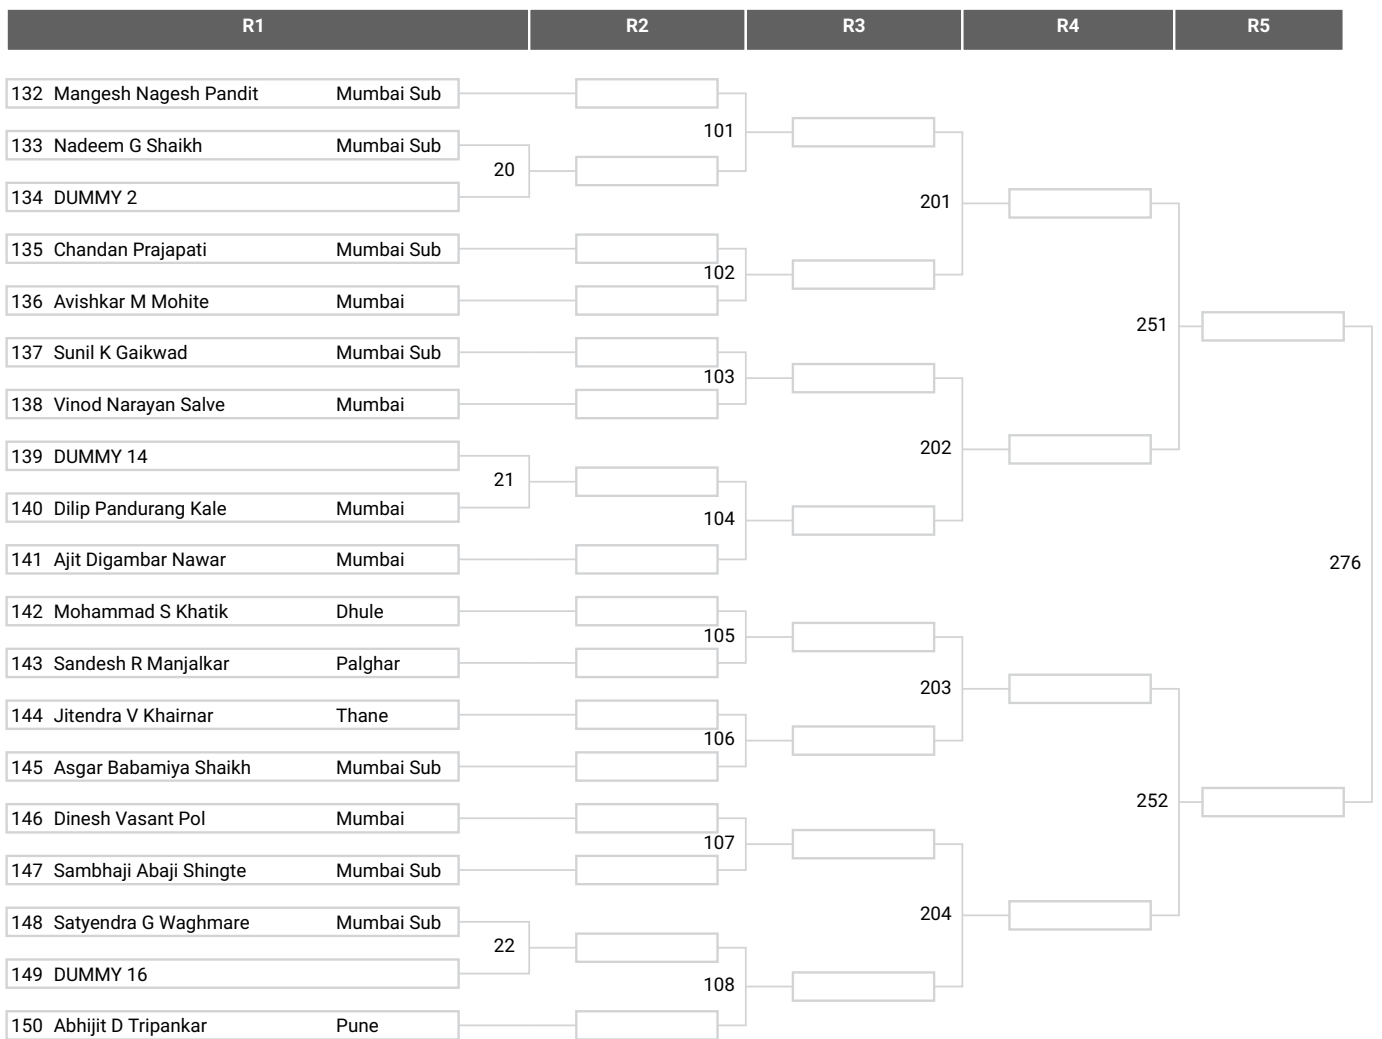 R1 R2 R3 R4 R5
132 Mangesh Nagesh Pandit Mumbai Sub
101
133 Nadeem G Shaikh Mumbai Sub
20
134 DUMMY 2
201
135 Chandan Prajapati Mumbai Sub
102
136 Avishkar M Mohite Mumbai
251
137 Sunil K Gaikwad Mumbai Sub
103
138 Vinod Narayan Salve Mumbai
202
139 DUMMY 14
21
140 Dilip Pandurang Kale Mumbai
104
141 Ajit Digambar Nawar Mumbai
276
142 Mohammad S Khatik Dhule
105
143 Sandesh R Manjalkar Palghar
203
144 Jitendra V Khairnar Thane
106
145 Asgar Babamiya Shaikh Mumbai Sub
252
146 Dinesh Vasant Pol Mumbai
107
147 Sambhaji Abaji Shingte Mumbai Sub
204
148 Satyendra G Waghmare Mumbai Sub
22
149 DUMMY 16
108
150 Abhijit D Tripankar Pune